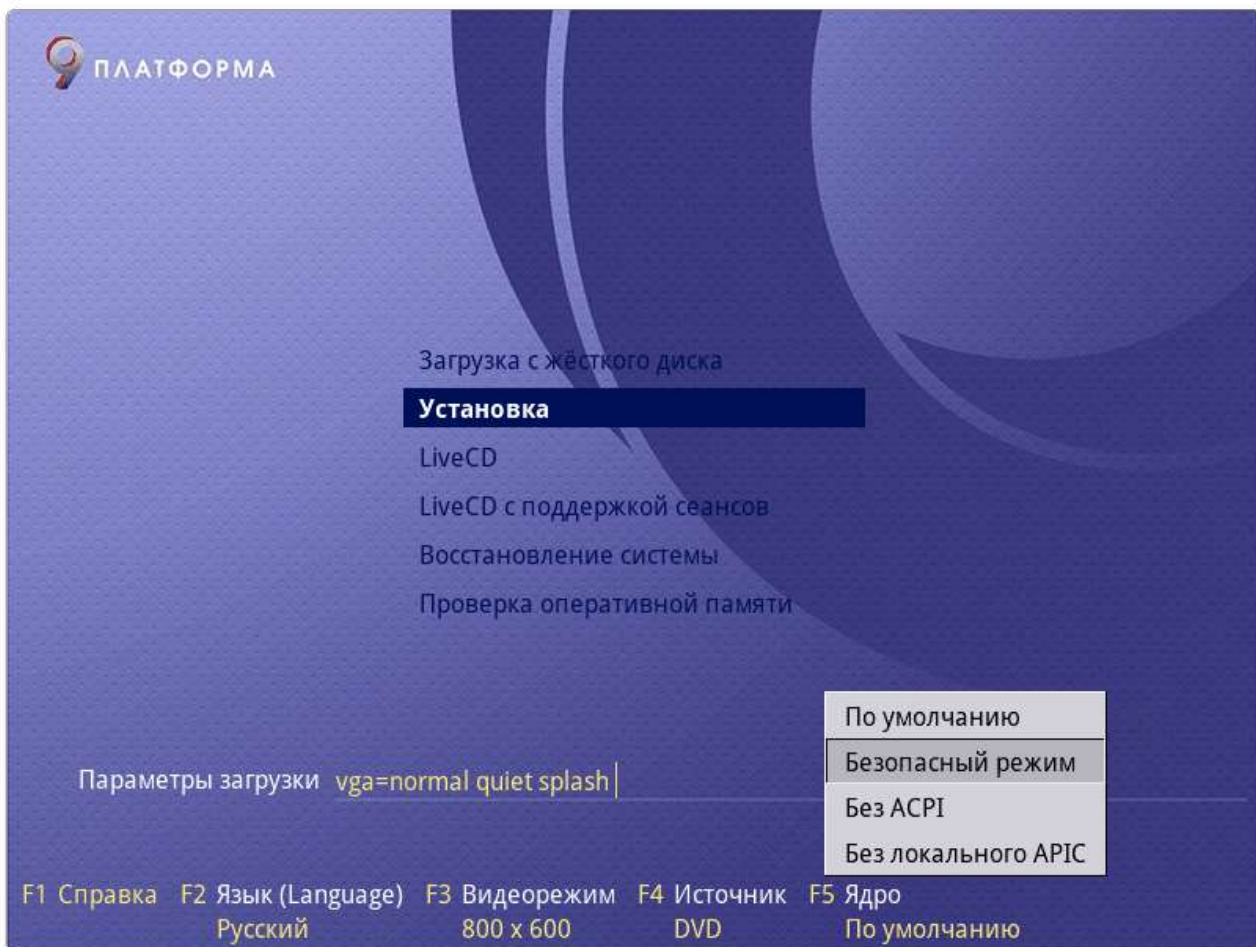 9 ПЛАТФОРМА
Загрузка с жёсткого диска
Установка
LiveCD
LiveCD с поддержкой сеансов
Восстановление системы
Проверка оперативной памяти
По умолчанию
Безопасный режим
Без ACPI
Без локального APIC
Параметры загрузки vga=normal quiet splash
F1 Справка F2 Язык (Language) F3 Видеорежим F4 Источник F5 Ядро
Русский 800 x 600 DVD По умолчанию